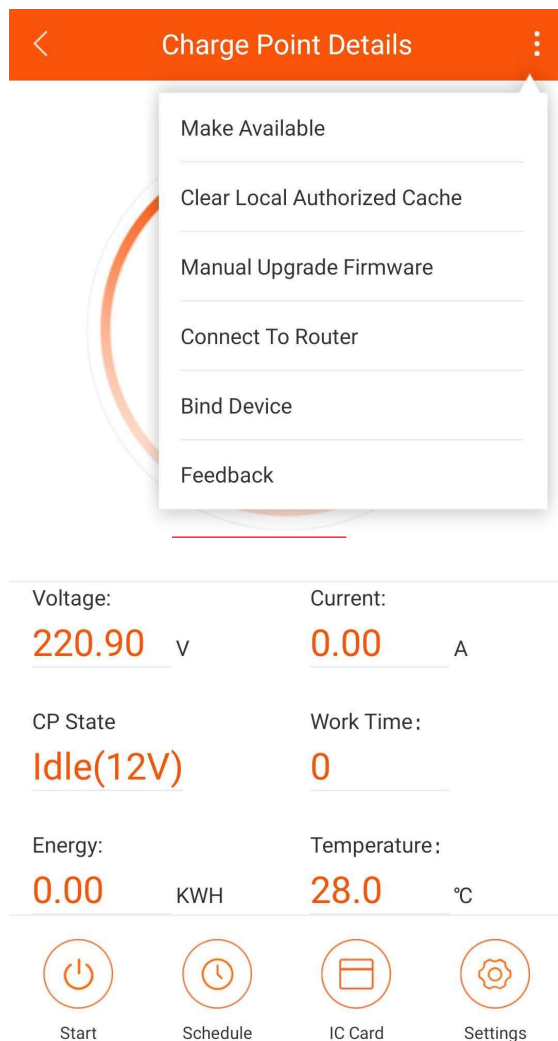 Charge Point Details
Make Available
Clear Local Authorized Cache
Manual Upgrade Firmware
Connect To Router
Bind Device
Feedback
Voltage: Current:
220.90 V 0.00 A
CP State Work Time:
Idle(12V) 0
Energy: Temperature:
0.00 KWH 28.0 ℃
Start Schedule IC Card Settings